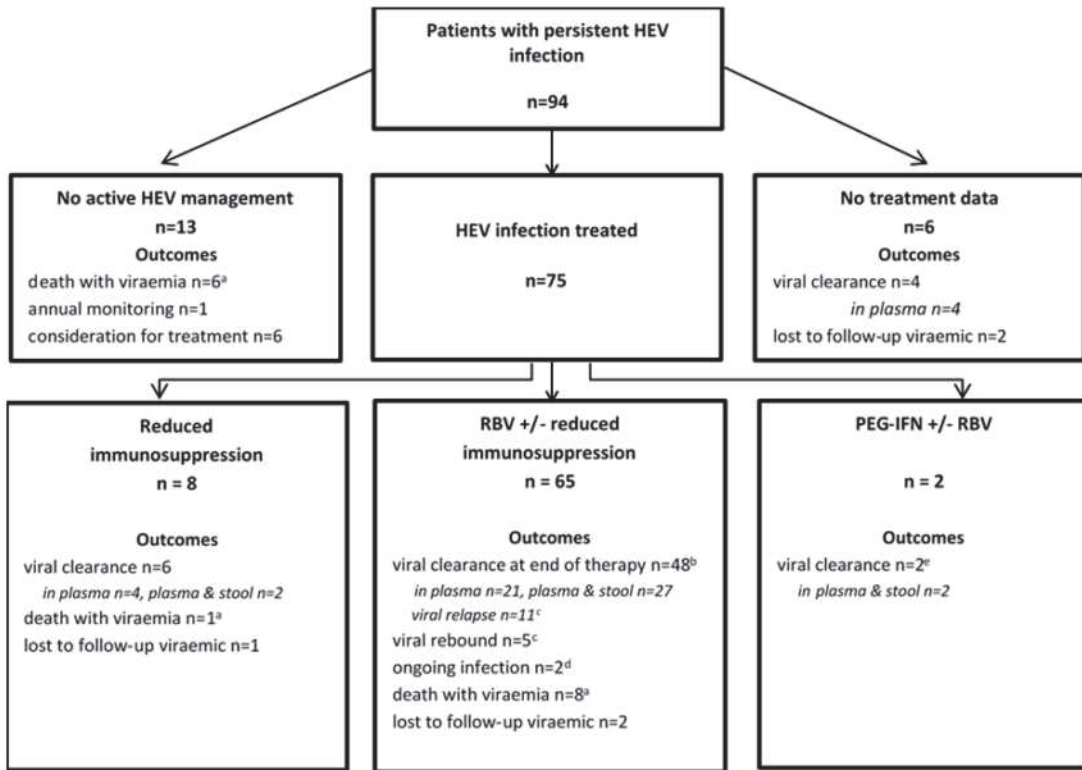 Patients with persistent HEV
infection
n=94
No active HEV management
n=13
Outcomes
death with viraemia n=6ᵃ
annual monitoring n=1
consideration for treatment n=6
HEV infection treated
n=75
No treatment data
n=6
Outcomes
viral clearance n=4
in plasma n=4
lost to follow-up viraemic n=2
Reduced
immunosuppression
n = 8
Outcomes
viral clearance n=6
in plasma n=4, plasma & stool n=2
death with viraemia n=1ᵃ
lost to follow-up viraemic n=1
RBV +/- reduced
immunosuppression
n = 65
Outcomes
viral clearance at end of therapy n=48ᵇ
in plasma n=21, plasma & stool n=27
viral relapse n=11ᶜ
viral rebound n=5ᶜ
ongoing infection n=2ᵈ
death with viraemia n=8ᵃ
lost to follow-up viraemic n=2
PEG-IFN +/- RBV
n = 2
Outcomes
viral clearance n=2ᵉ
in plasma & stool n=2